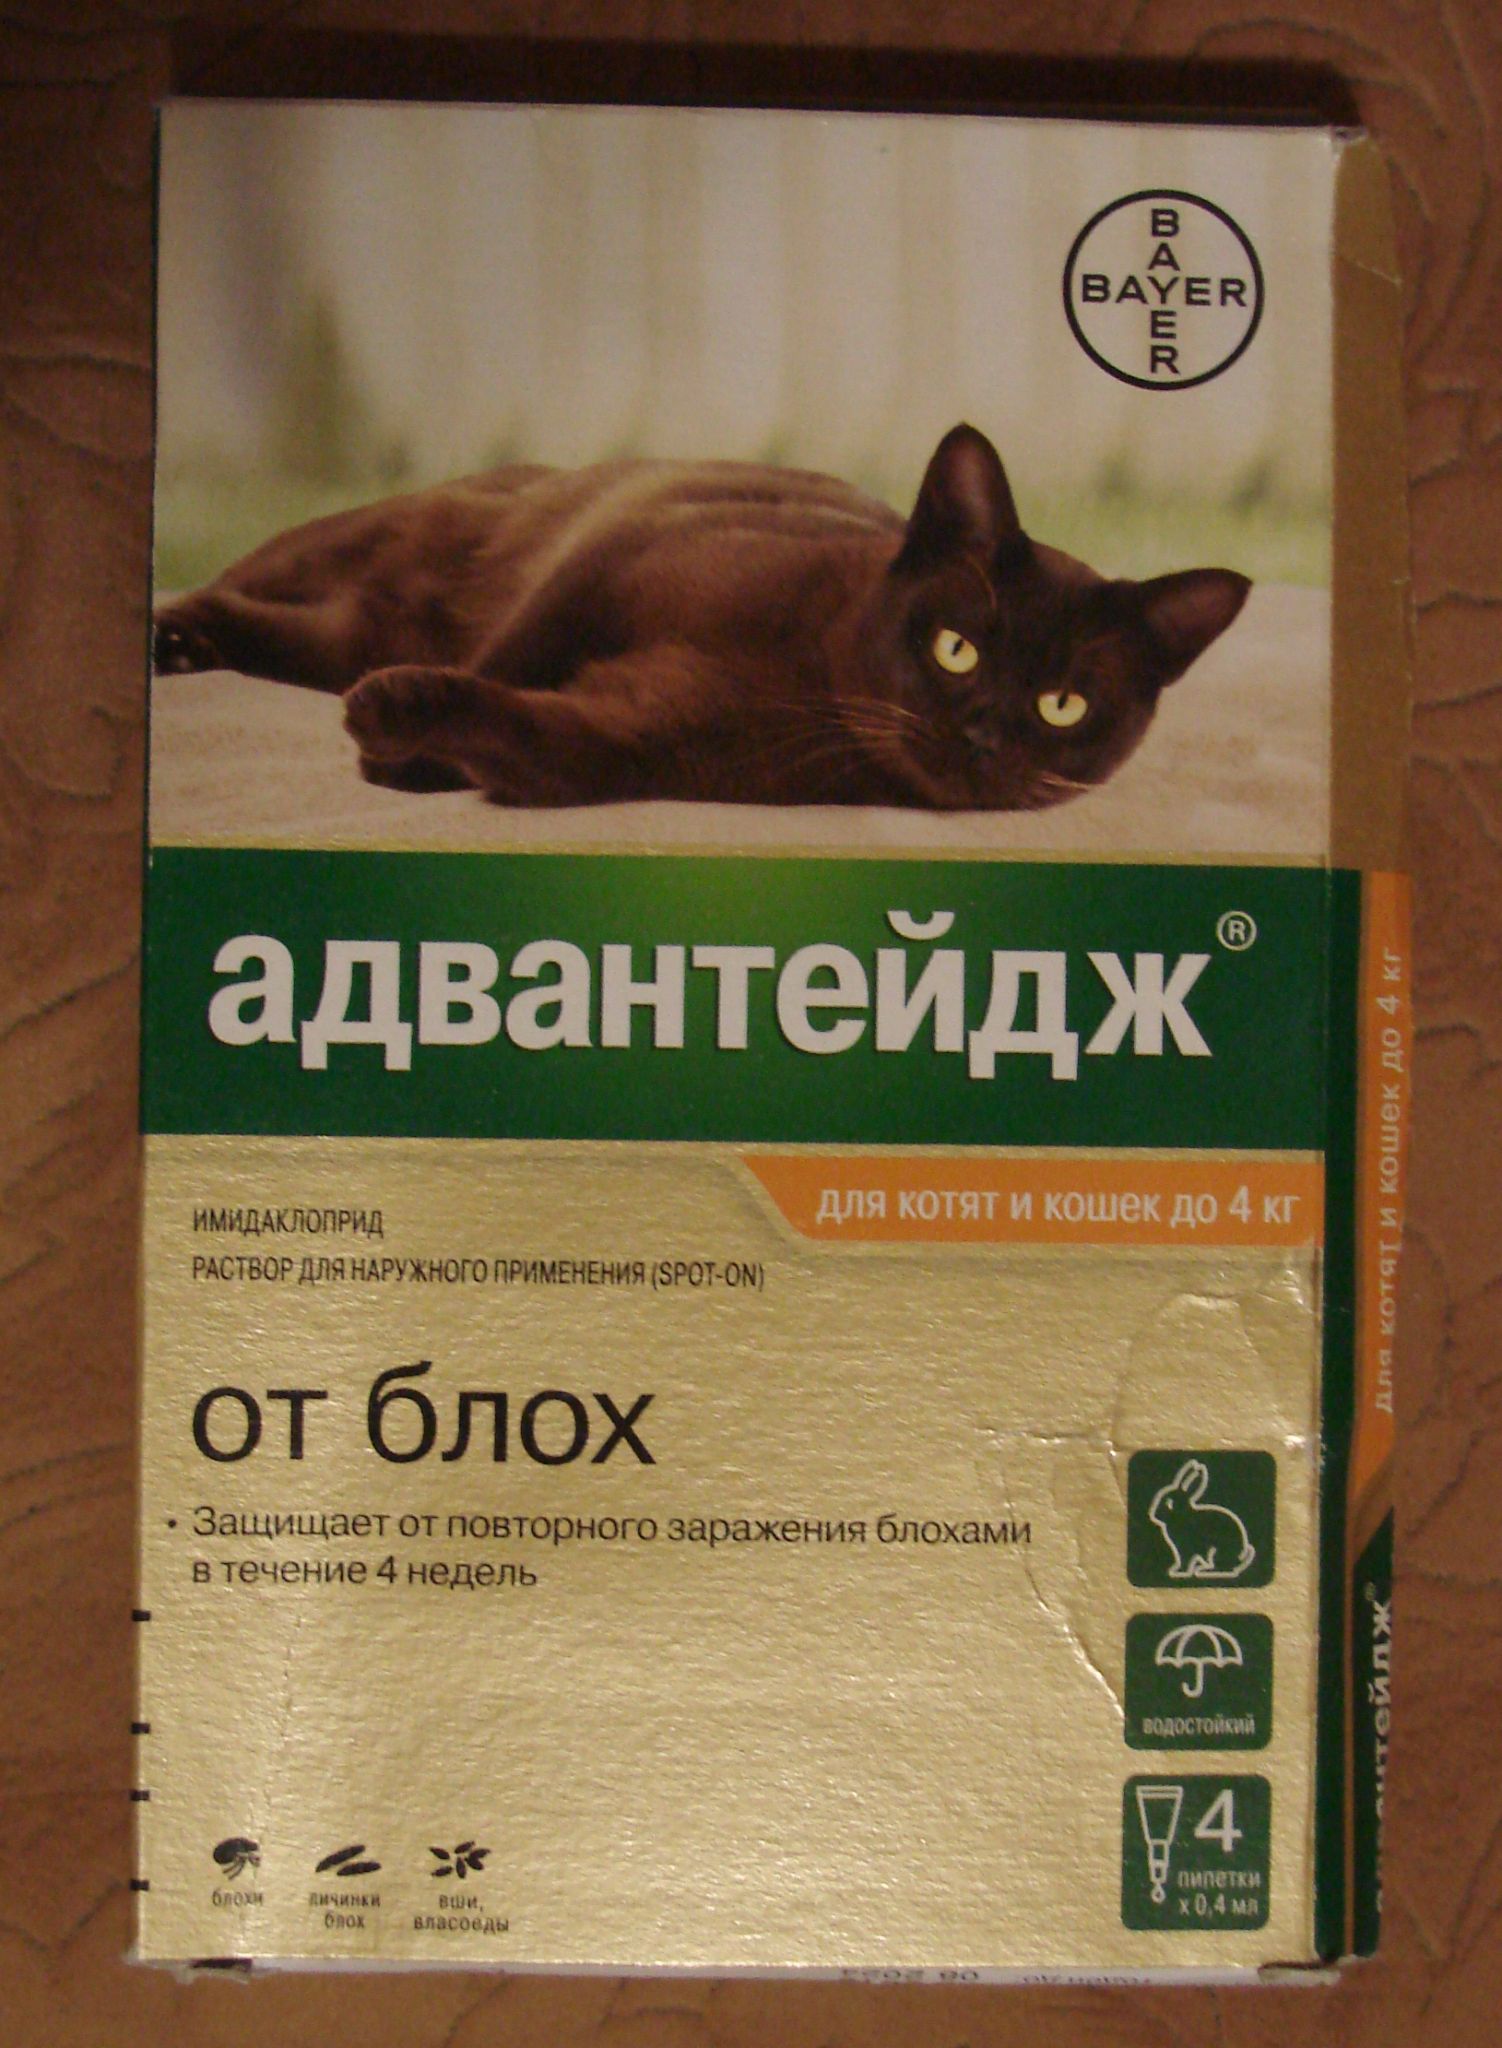 BAYER
BAYER
адвантейдж®
для котят и кошек до 4 кг
ИМИДАКЛОПРИД
РАСТВОР ДЛЯ НАРУЖНОГО ПРИМЕНЕНИЯ (SPOT-ON)
от блох
• Защищает от повторного заражения блохами
в течение 4 недель
водостойкий
4
пипетки
х 0,4 мл
блохи
личинки
блох
вши,
власоеды
для котят и кошек до 4 кг
адвантейдж®